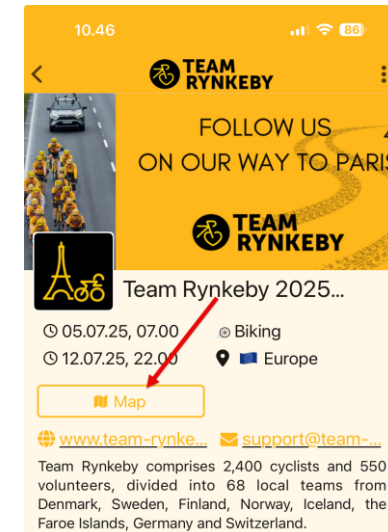 10.46
86
TEAM
RYNKEBY
FOLLOW US
ON OUR WAY TO PARIS
TEAM
RYNKEBY
Team Rynkeby 2025...
05.07.25, 07.00 Biking
12.07.25, 22.00 Europe
Map
www.team-rynke... support@team-...
Team Rynkeby comprises 2,400 cyclists and 550
volunteers, divided into 68 local teams from
Denmark, Sweden, Finland, Norway, Iceland, the
Faroe Islands, Germany and Switzerland.